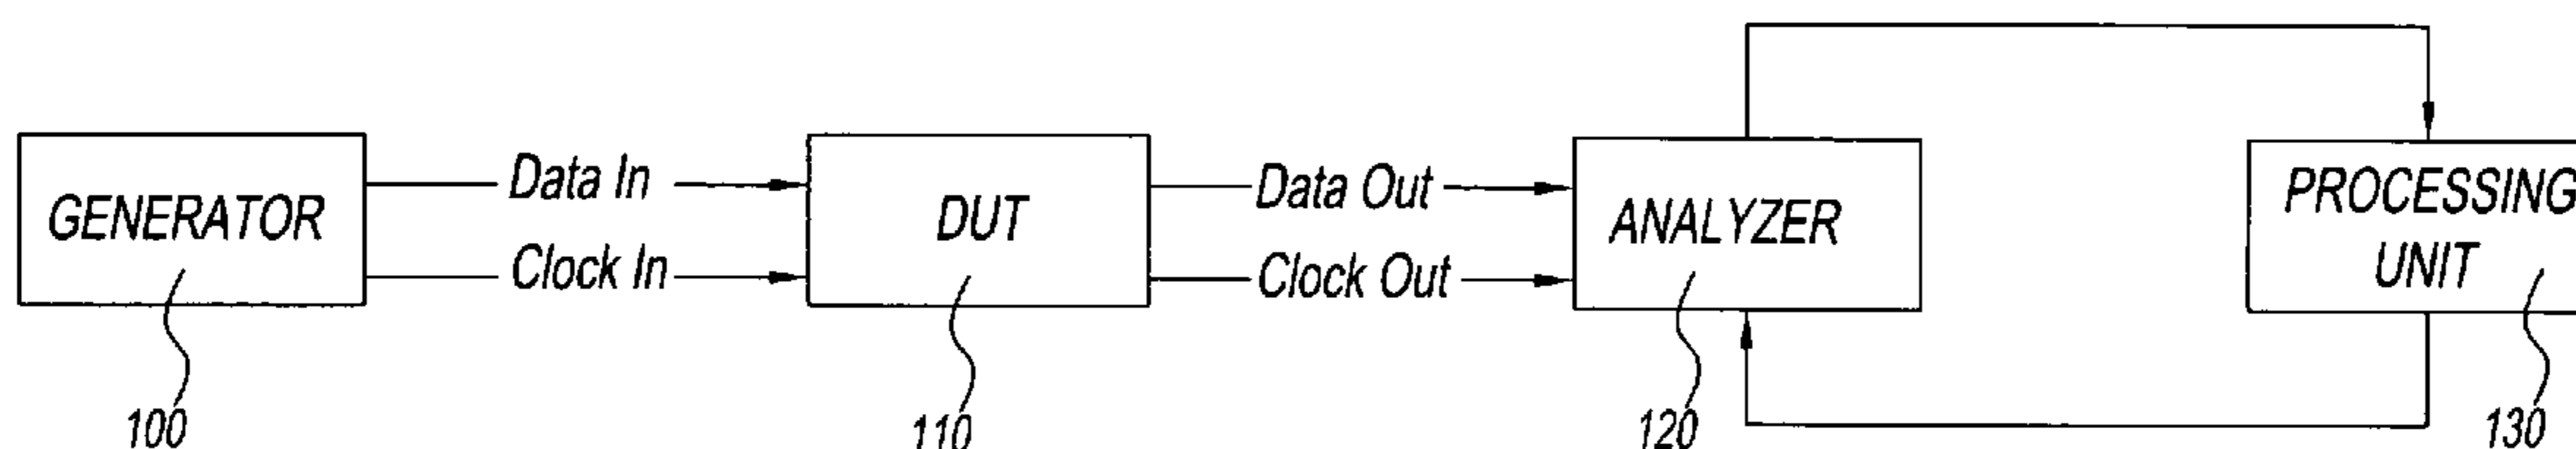 GENERATOR
Data In
Clock In
DUT
Data Out
Clock Out
ANALYZER
PROCESSING
UNIT
100
110
120
130